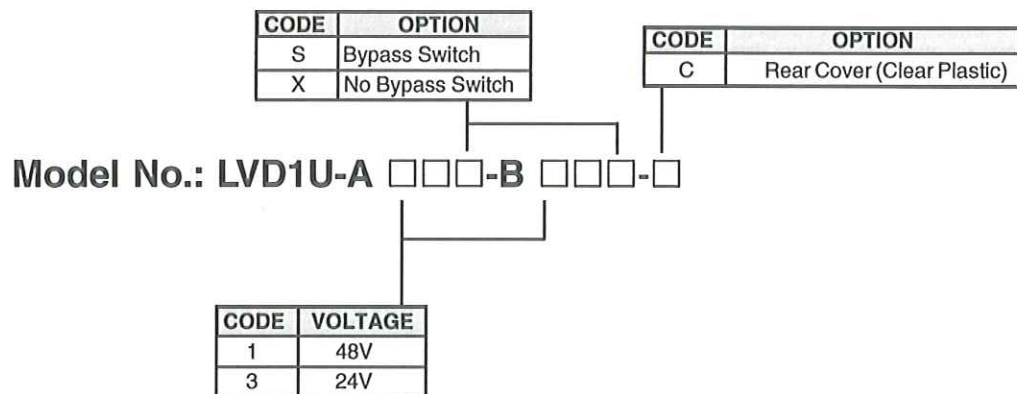 CODE OPTION
S Bypass Switch
X No Bypass Switch
CODE OPTION
C Rear Cover (Clear Plastic)
Model No.: LVD1U-A □□□-B □□□-□
CODE VOLTAGE
1 48V
3 24V